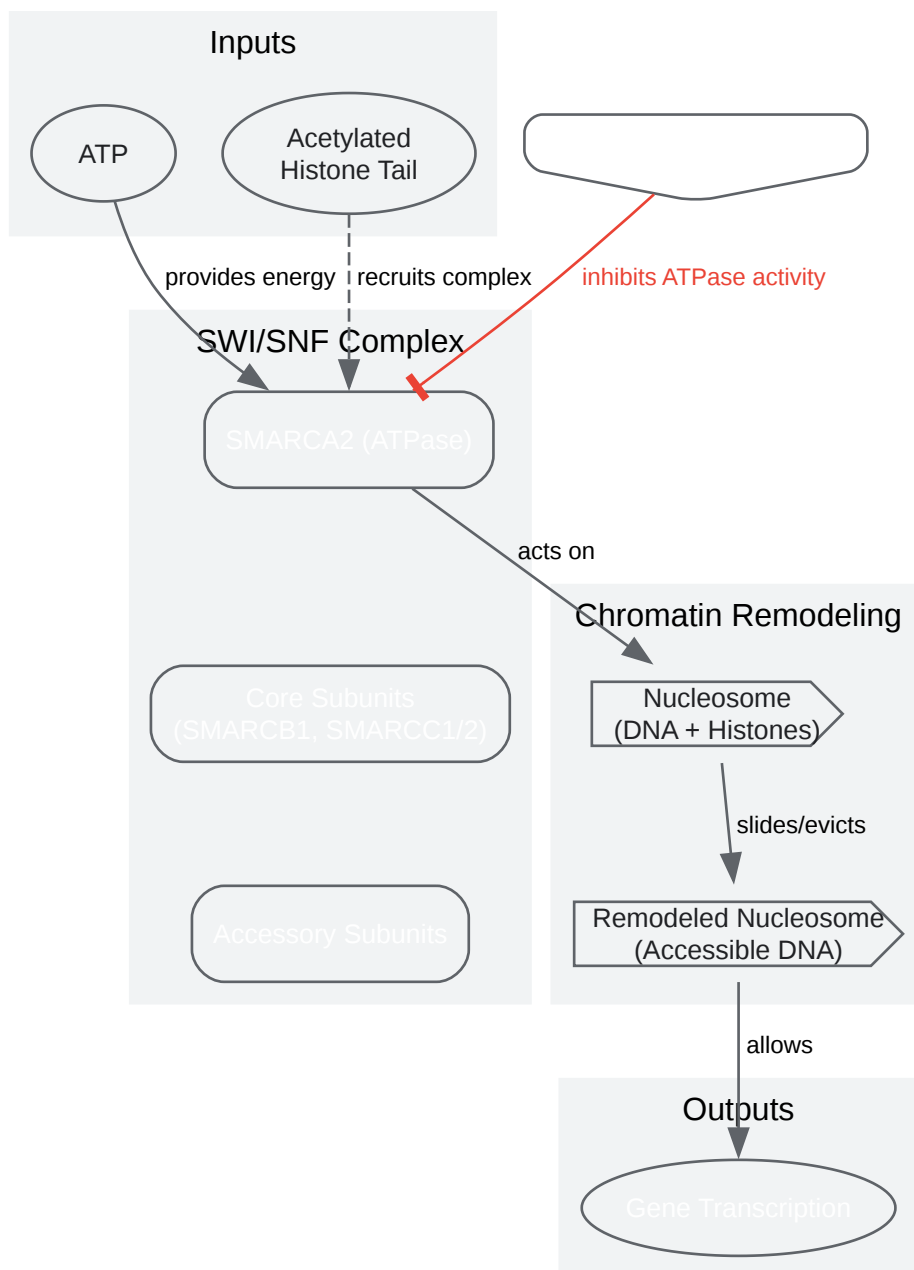 Inputs
ATP
Acetylated
Histone Tail
provides energy
recruits complex
inhibits ATPase activity
SWI/SNF Complex
SMARCA2 (ATPase)
acts on
Chromatin Remodeling
Core Subunits
(SMARCB1, SMARCC1/2)
Nucleosome
(DNA + Histones)
slides/evicts
Accessory Subunits
Remodeled Nucleosome
(Accessible DNA)
allows
Outputs
Gene Transcription